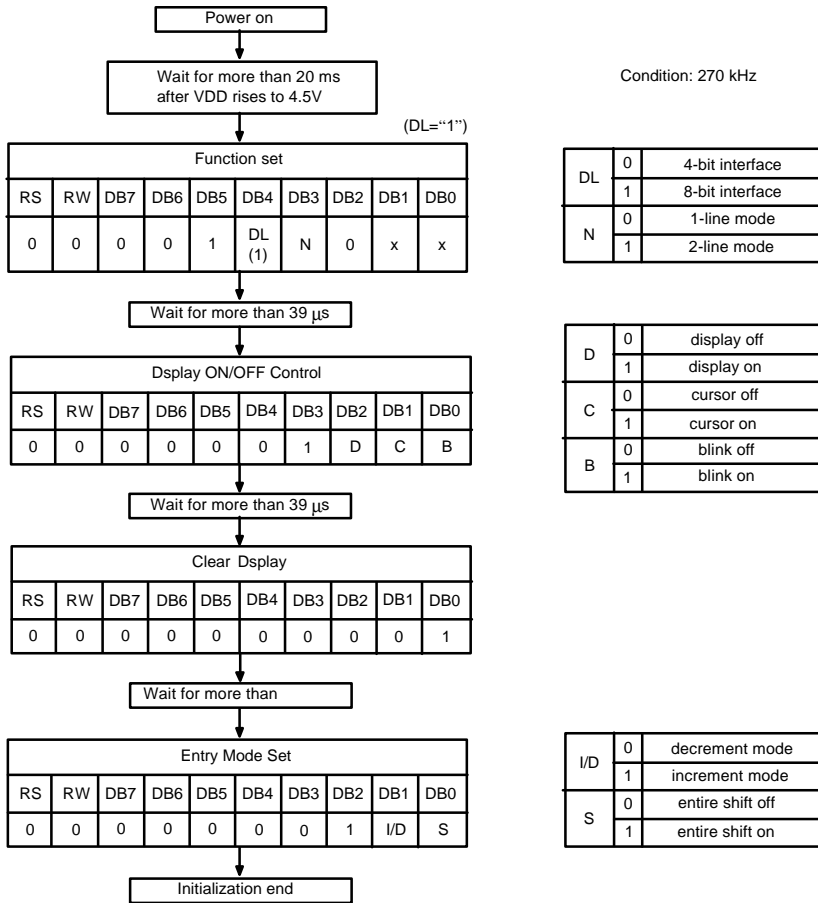 Power on
Wait for more than 20 ms
after VDD rises to 4.5V
Condition: 270 kHz
(DL=“1”)
Function set
RS RW DB7 DB6 DB5 DB4 DB3 DB2 DB1 DB0
0 0 0 0 1 DL (1) N 0 x x
DL 0 4-bit interface
1 8-bit interface
N 0 1-line mode
1 2-line mode
Wait for more than 39 μs
Dsplay ON/OFF Control
RS RW DB7 DB6 DB5 DB4 DB3 DB2 DB1 DB0
0 0 0 0 0 0 1 D C B
D 0 display off
1 display on
C 0 cursor off
1 cursor on
B 0 blink off
1 blink on
Wait for more than 39 μs
Clear Dsplay
RS RW DB7 DB6 DB5 DB4 DB3 DB2 DB1 DB0
0 0 0 0 0 0 0 0 0 1
Wait for more than
Entry Mode Set
RS RW DB7 DB6 DB5 DB4 DB3 DB2 DB1 DB0
0 0 0 0 0 0 0 1 I/D S
I/D 0 decrement mode
1 increment mode
S 0 entire shift off
1 entire shift on
Initialization end